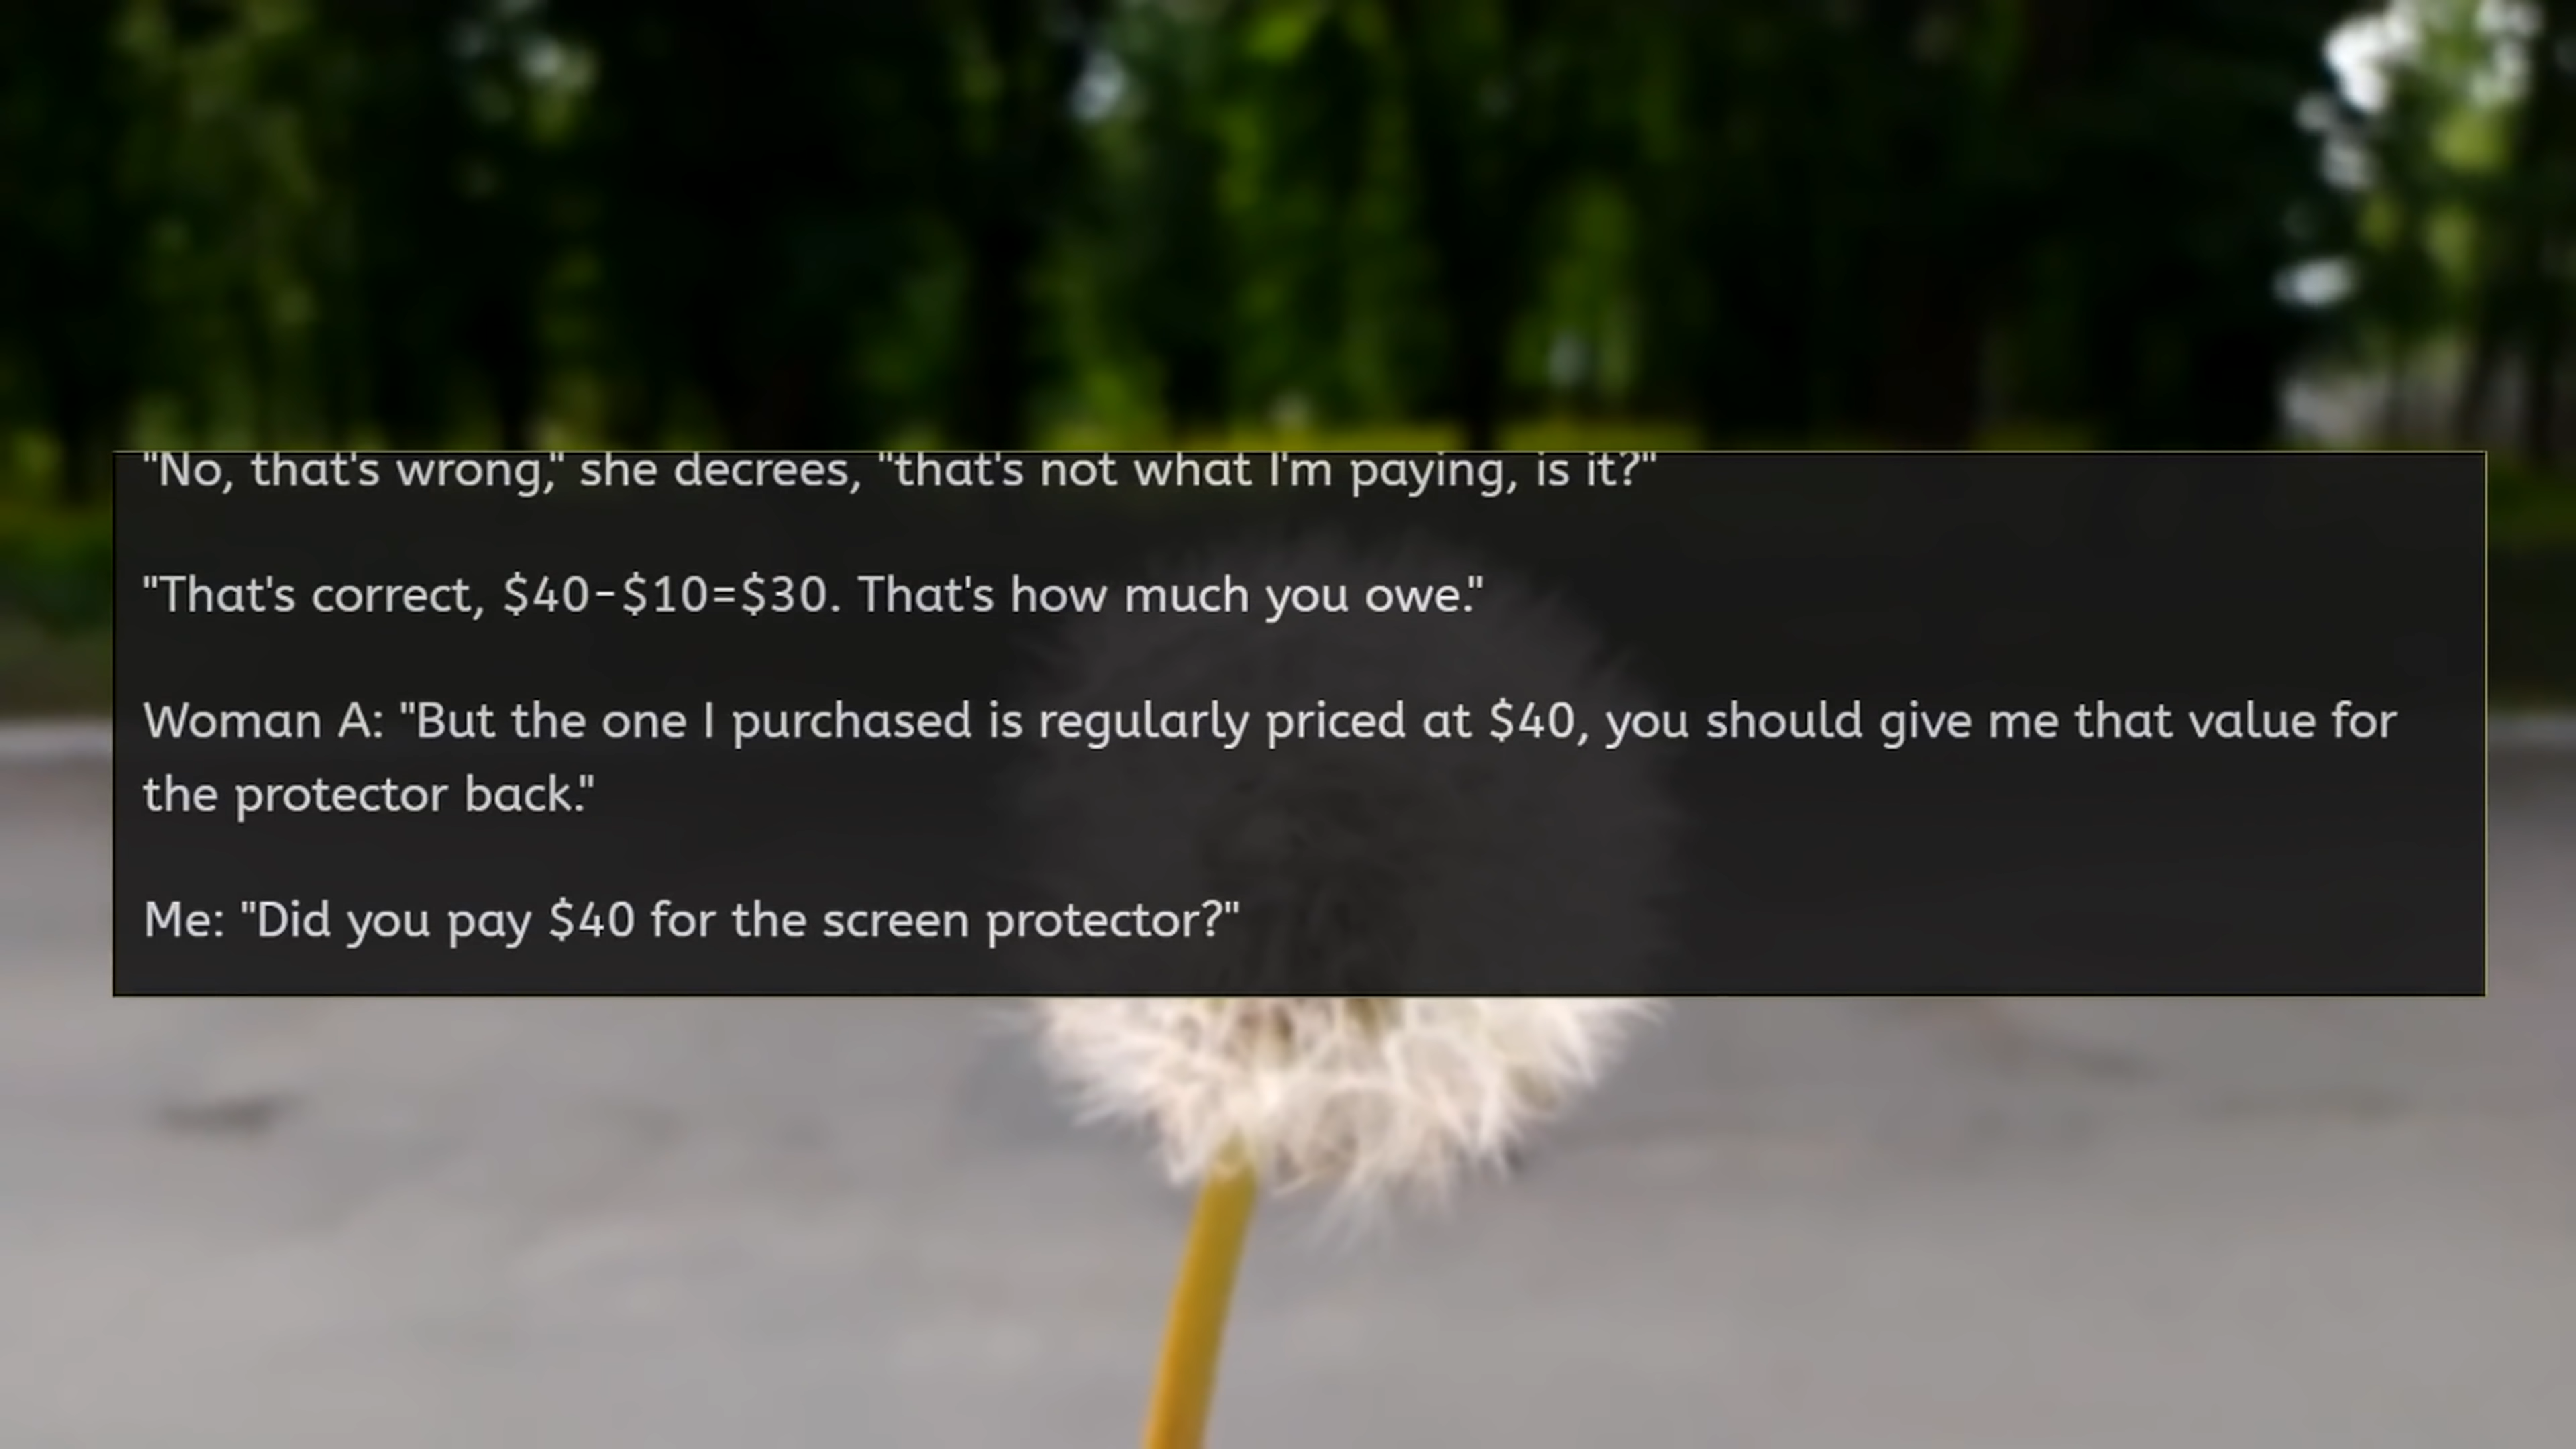 "No, that's wrong," she decrees, "that's not what I'm paying, is it?"
"That's correct, $40-$10=$30. That's how much you owe."
Woman A: "But the one I purchased is regularly priced at $40, you should give me that value for
the protector back."
Me: "Did you pay $40 for the screen protector?"